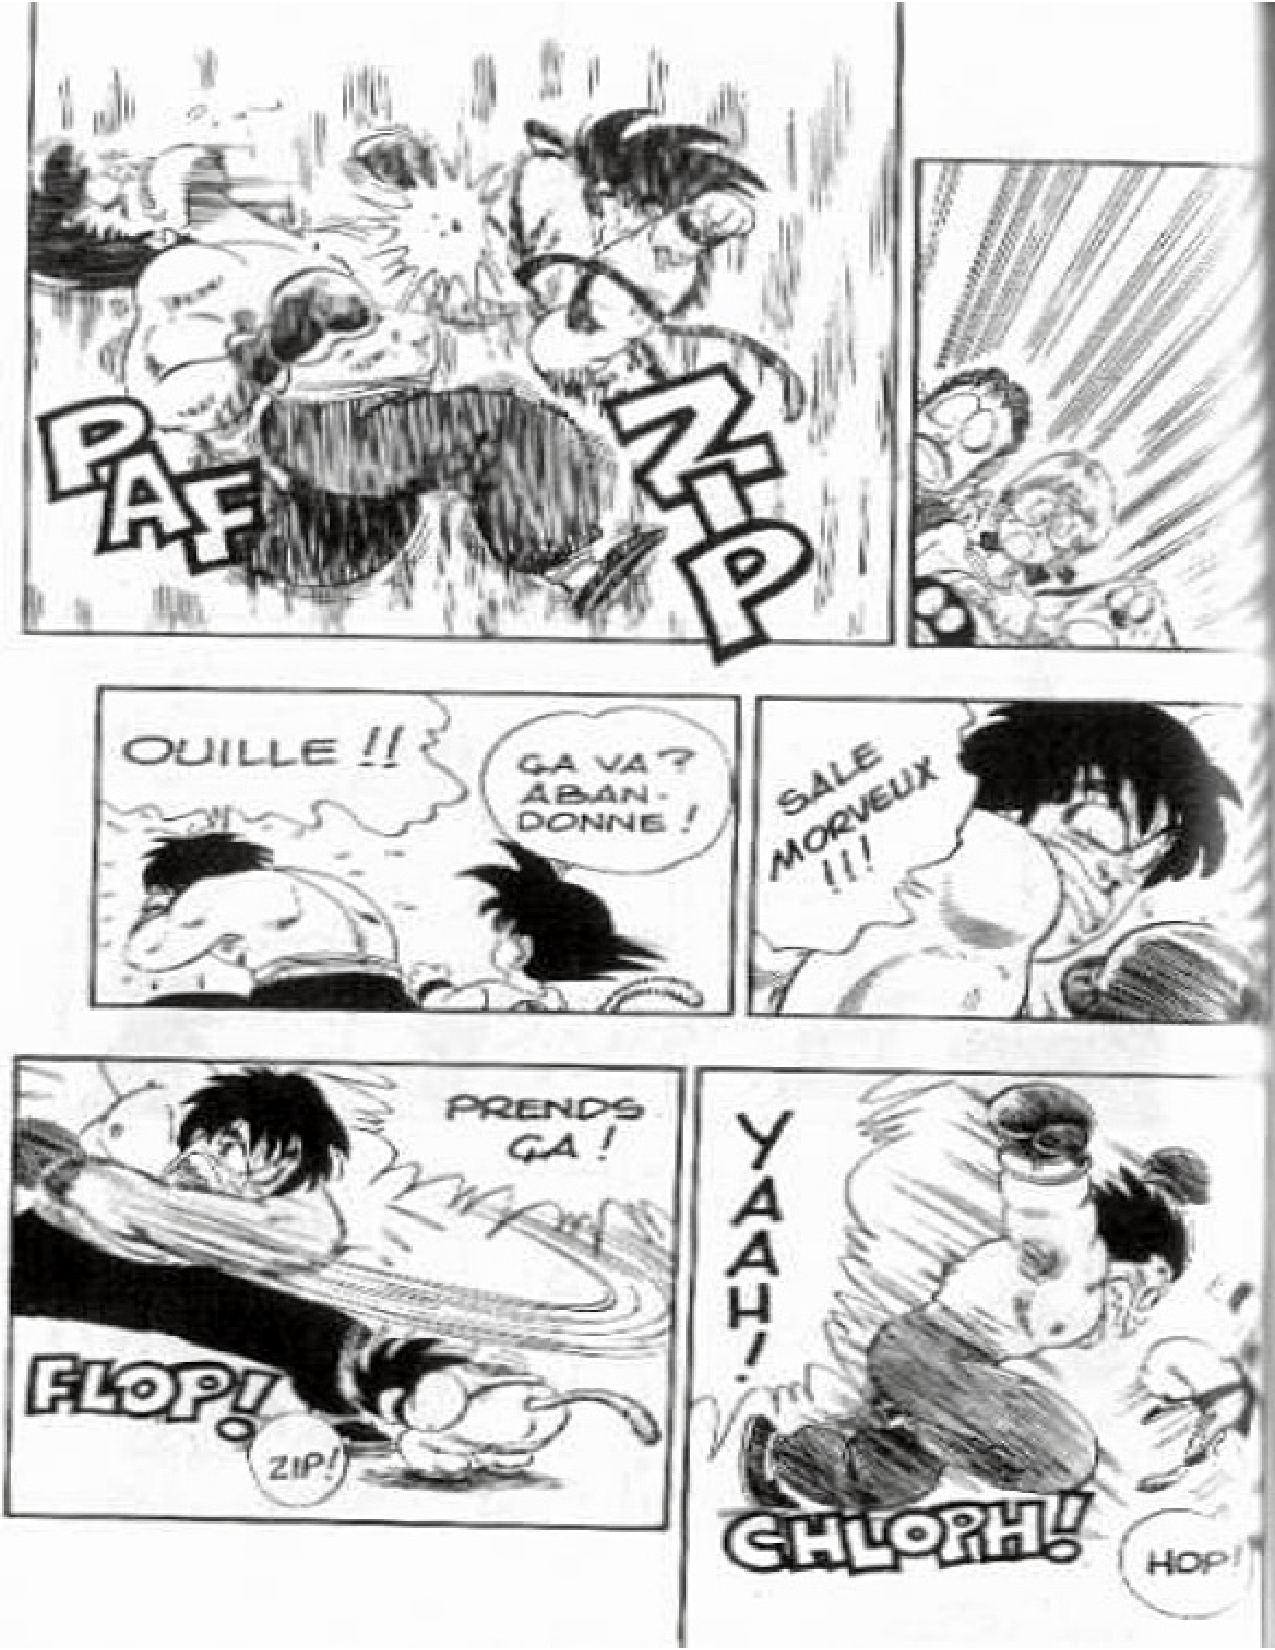 PAF
ZIP
OUILLE !!
ÇA VA?
ABAN-
DONNE !
SALE
MORVEUX
!!!
PRENDS
ÇA !
FLOP!
ZIP!
YAAH!
CHLOPH!
HOP!